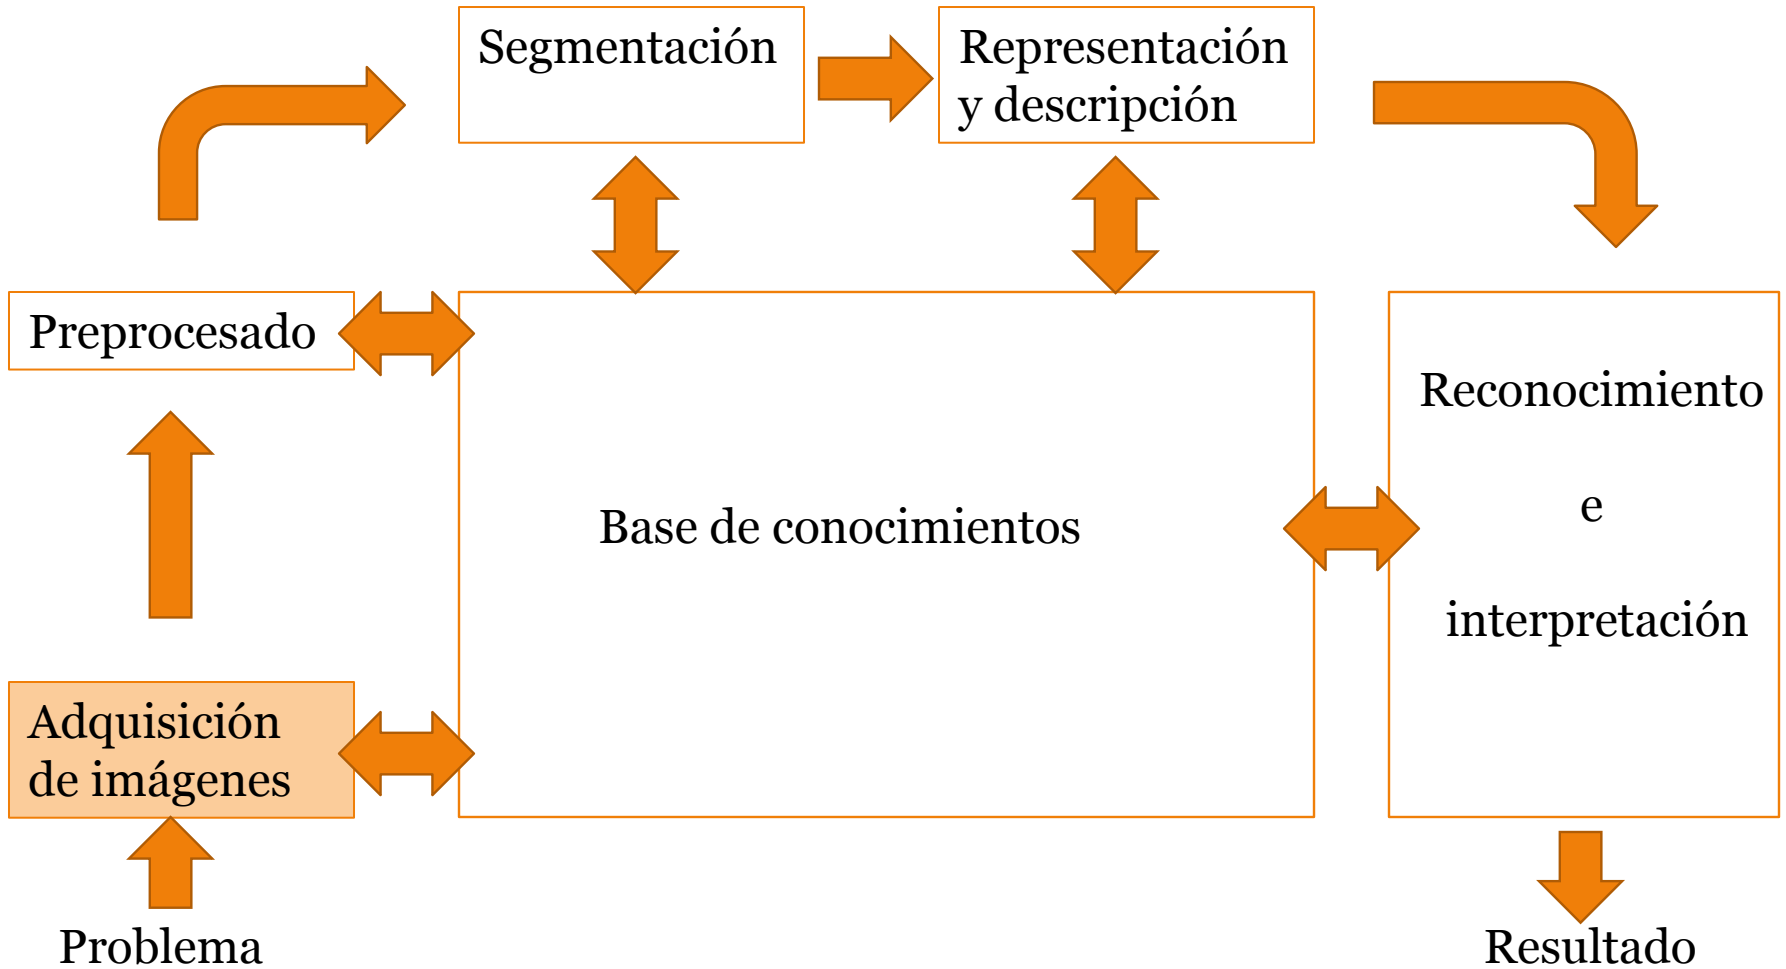 Segmentación
Representación
y descripción
Preprocesado
Reconocimiento
e
interpretación
Base de conocimientos
Adquisición
de imágenes
Problema
Resultado